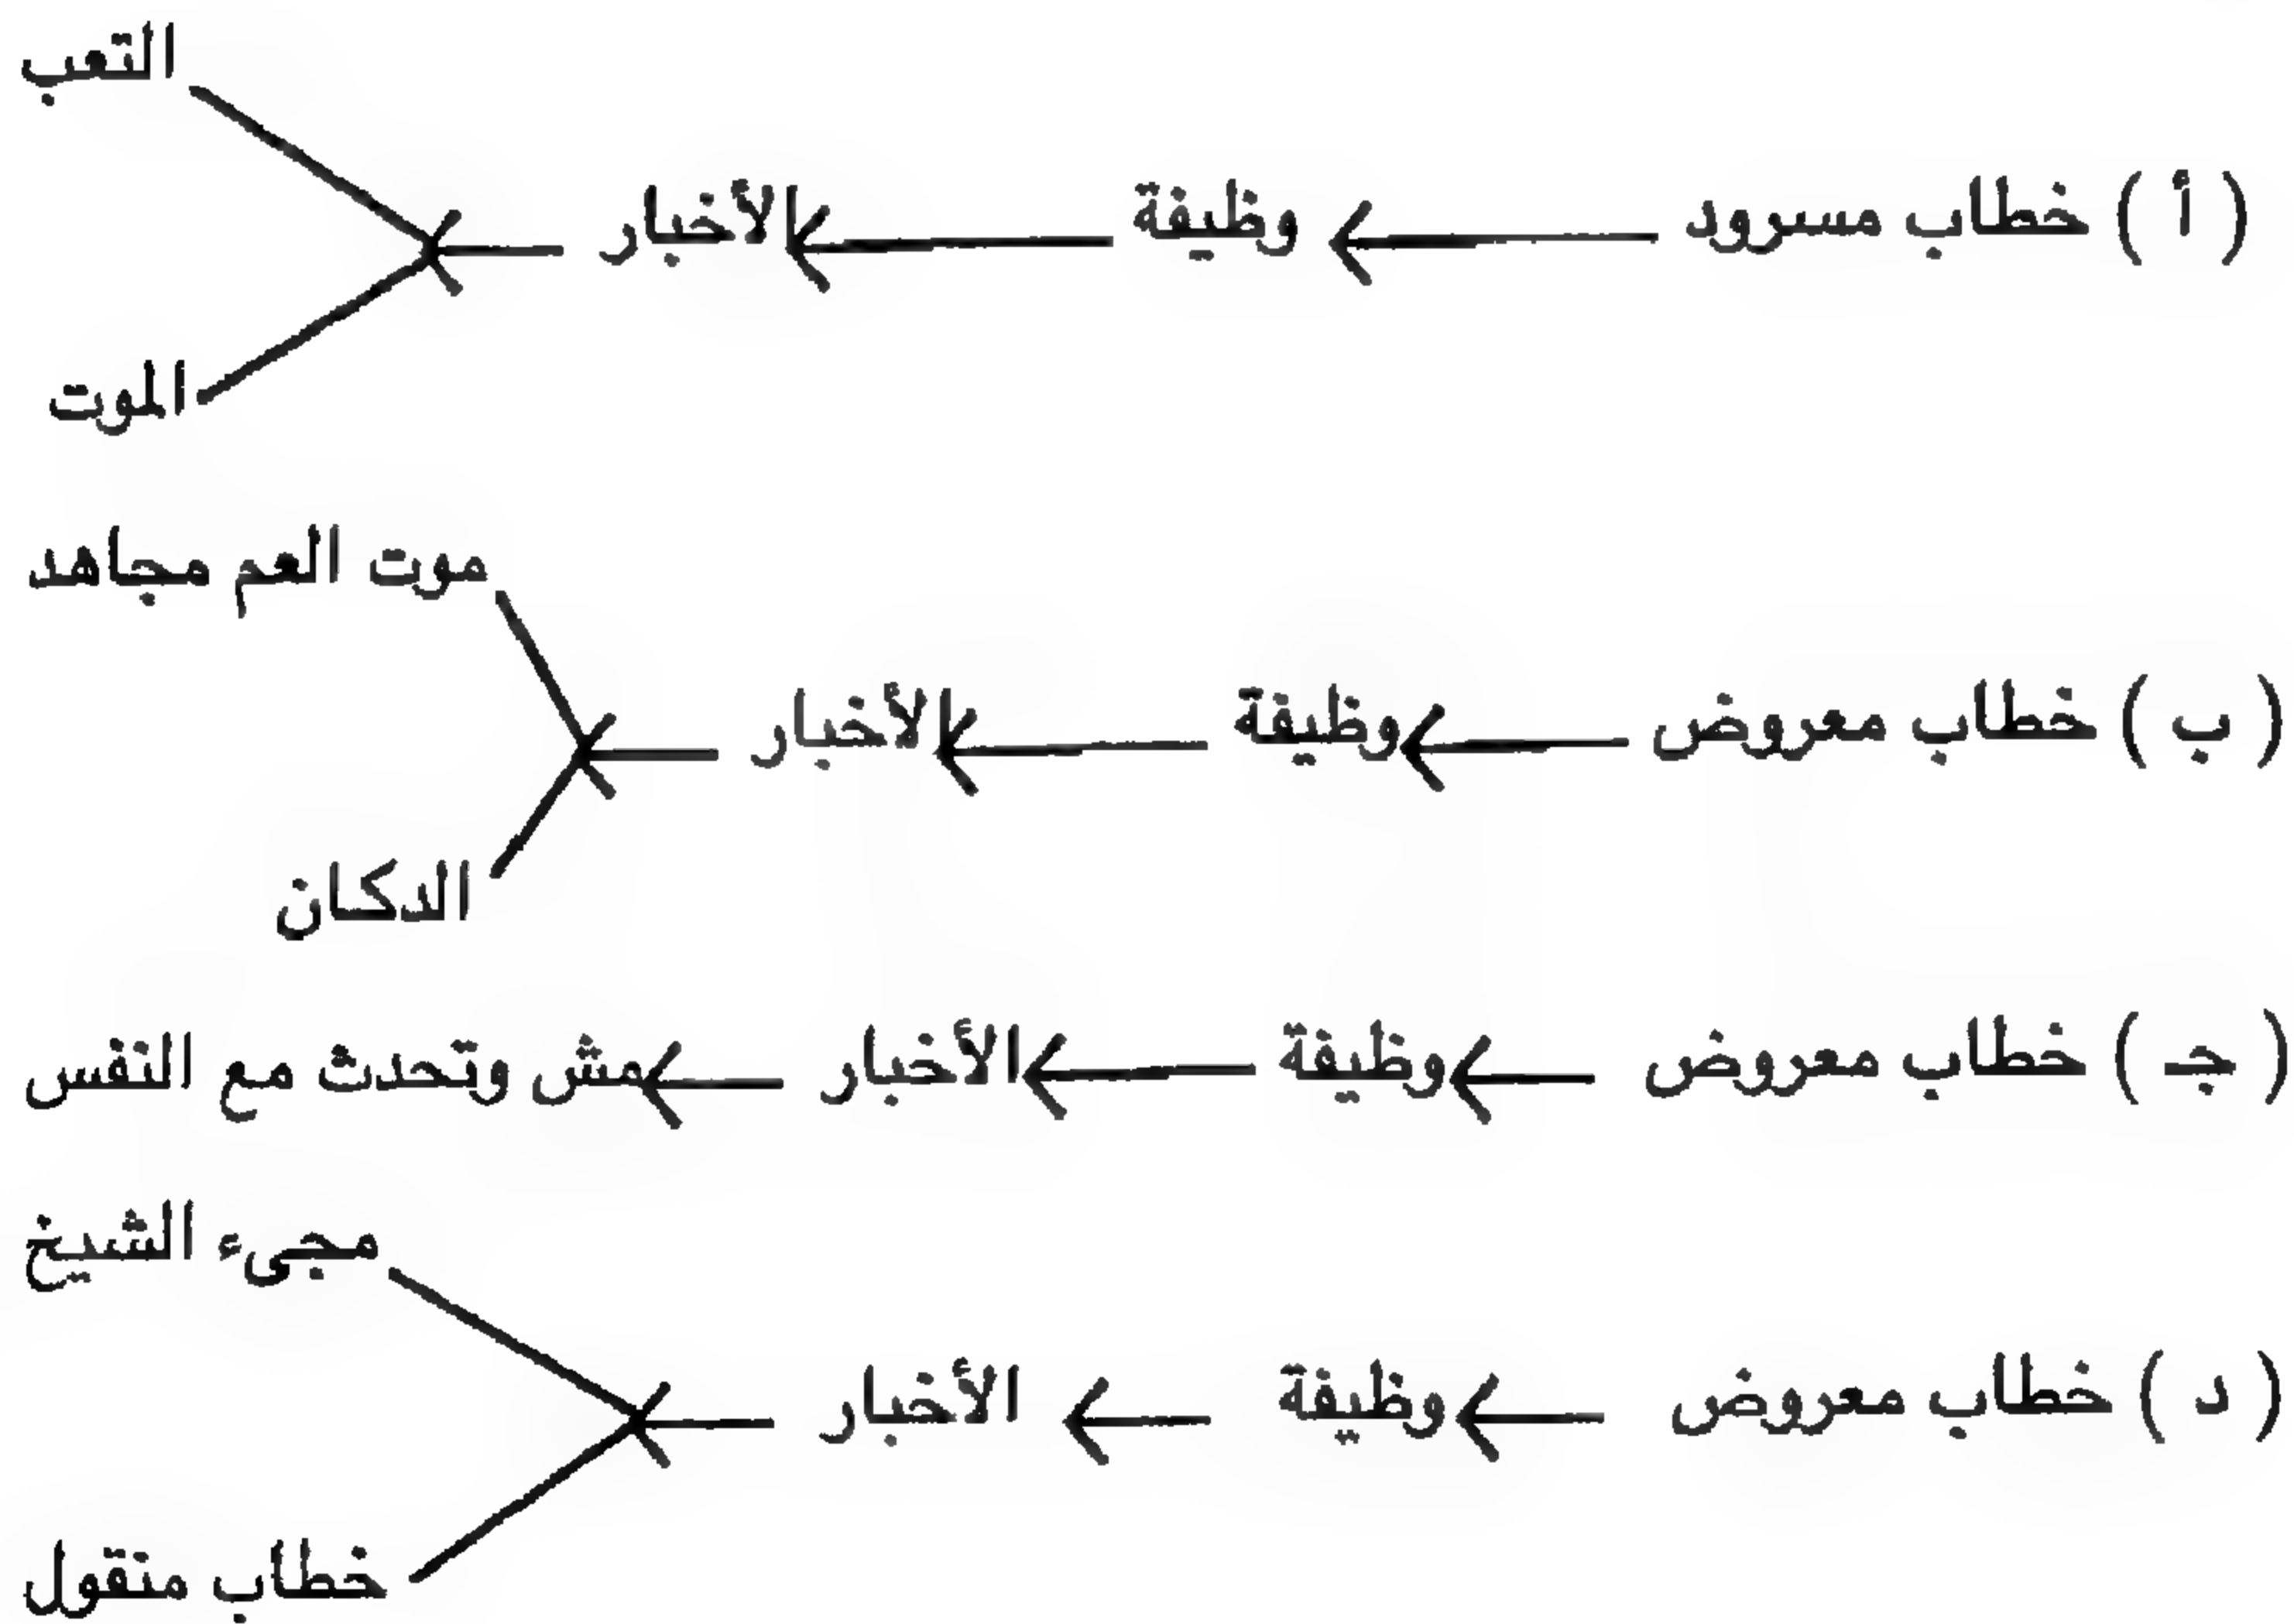 التعب
( أ ) خطاب مسرود وظيفة الأخبار
الموت
موت العم مجاهد
( ب ) خطاب معروض وظيفة الأخبار
الدكان
( جـ ) خطاب معروض وظيفة الأخبار مش وتحدث مع النفس
مجىء الشيخ
( د ) خطاب معروض وظيفة الأخبار
خطاب منقول